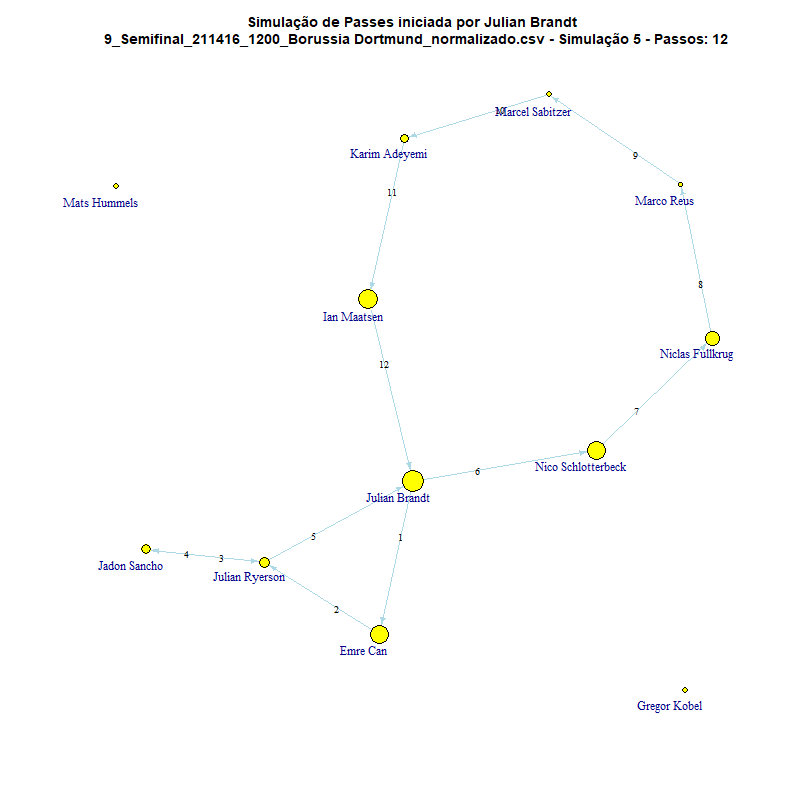 Simulação de Passes iniciada por Julian Brandt
9_Semifinal_211416_1200_Borussia Dortmund_normalizado.csv - Simulação 5 - Passos: 12
10
Marcel Sabitzer
Karim Adeyemi
9
11
Mats Hummels
Marco Reus
8
Ian Maatsen
Niclas Fullkrug
12
7
Nico Schlotterbeck
6
Julian Brandt
5
1
4
3
Jadon Sancho
Julian Ryerson
2
Emre Can
Gregor Kobel